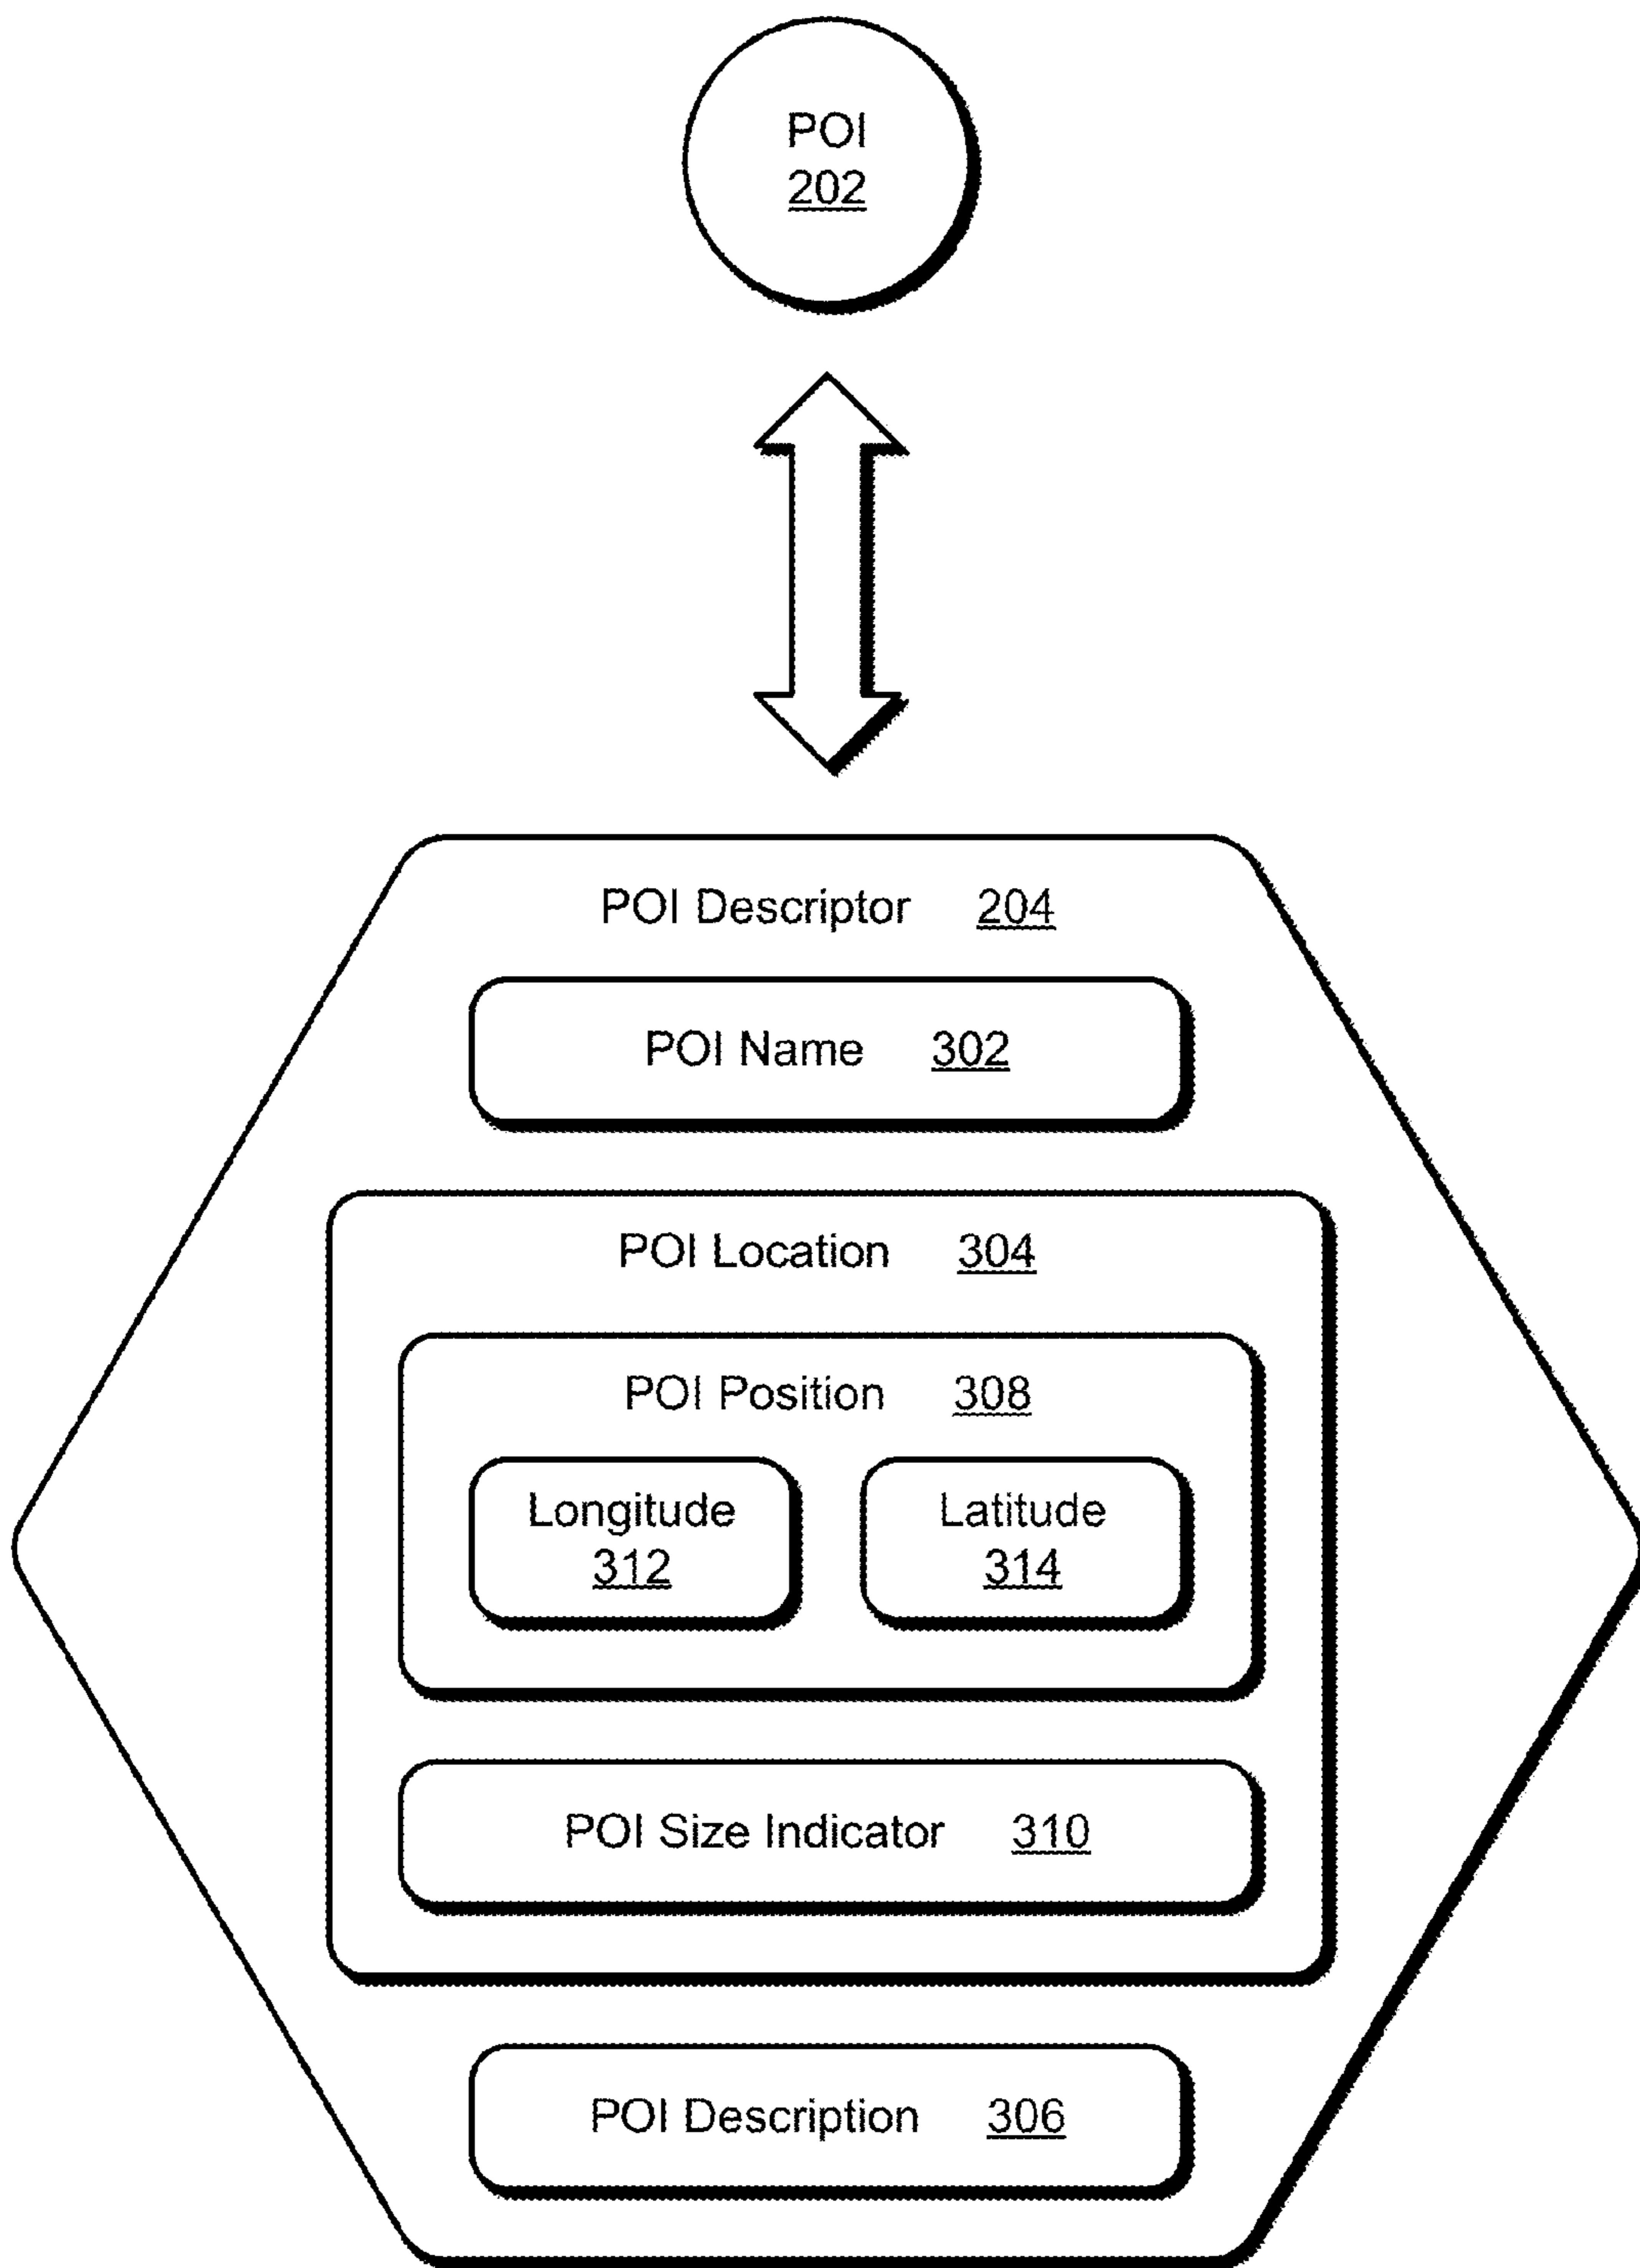 POI
202
POI Descriptor 204
POI Name 302
POI Location 304
POI Position 308
Longitude
312
Latitude
314
POI Size Indicator 310
POI Description 306